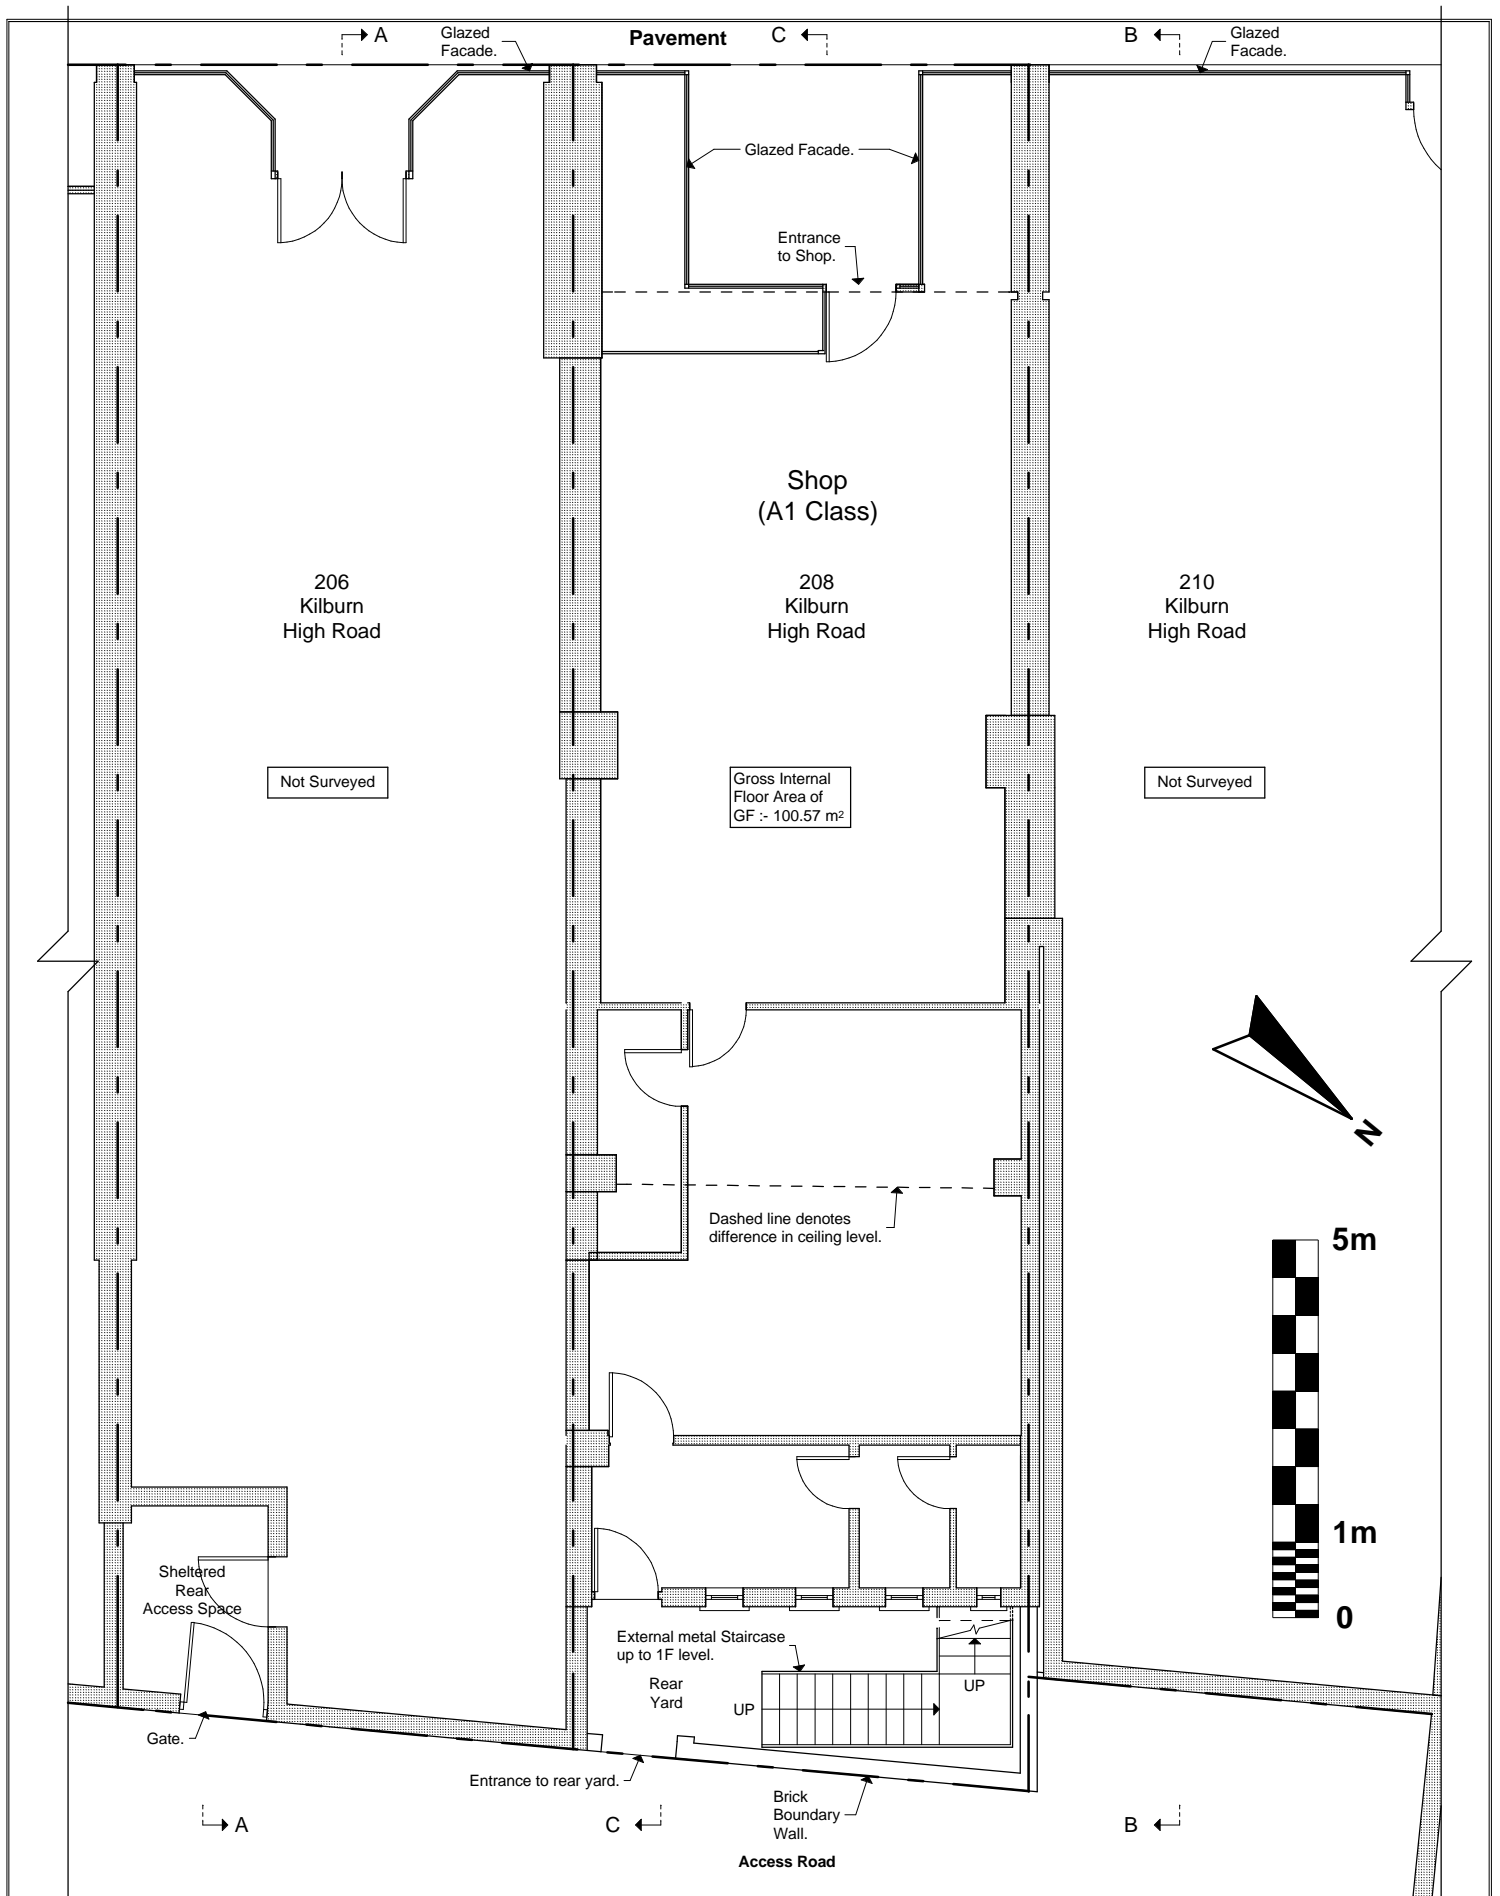 A
Glazed
Facade.
Pavement
C
B
Glazed
Facade.
Glazed Facade.
Entrance
to Shop.
Shop
(A1 Class)
206
Kilburn
High Road
208
Kilburn
High Road
210
Kilburn
High Road
Not Surveyed
Gross Internal
Floor Area of
GF :- 100.57 m²
Not Surveyed
N
Dashed line denotes
difference in ceiling level.
5m
1m
0
Sheltered
Rear
Access Space
External metal Staircase
up to 1F level.
Rear
Yard
UP
UP
Gate.
Entrance to rear yard.
Brick
Boundary
Wall.
A
C
B
Access Road